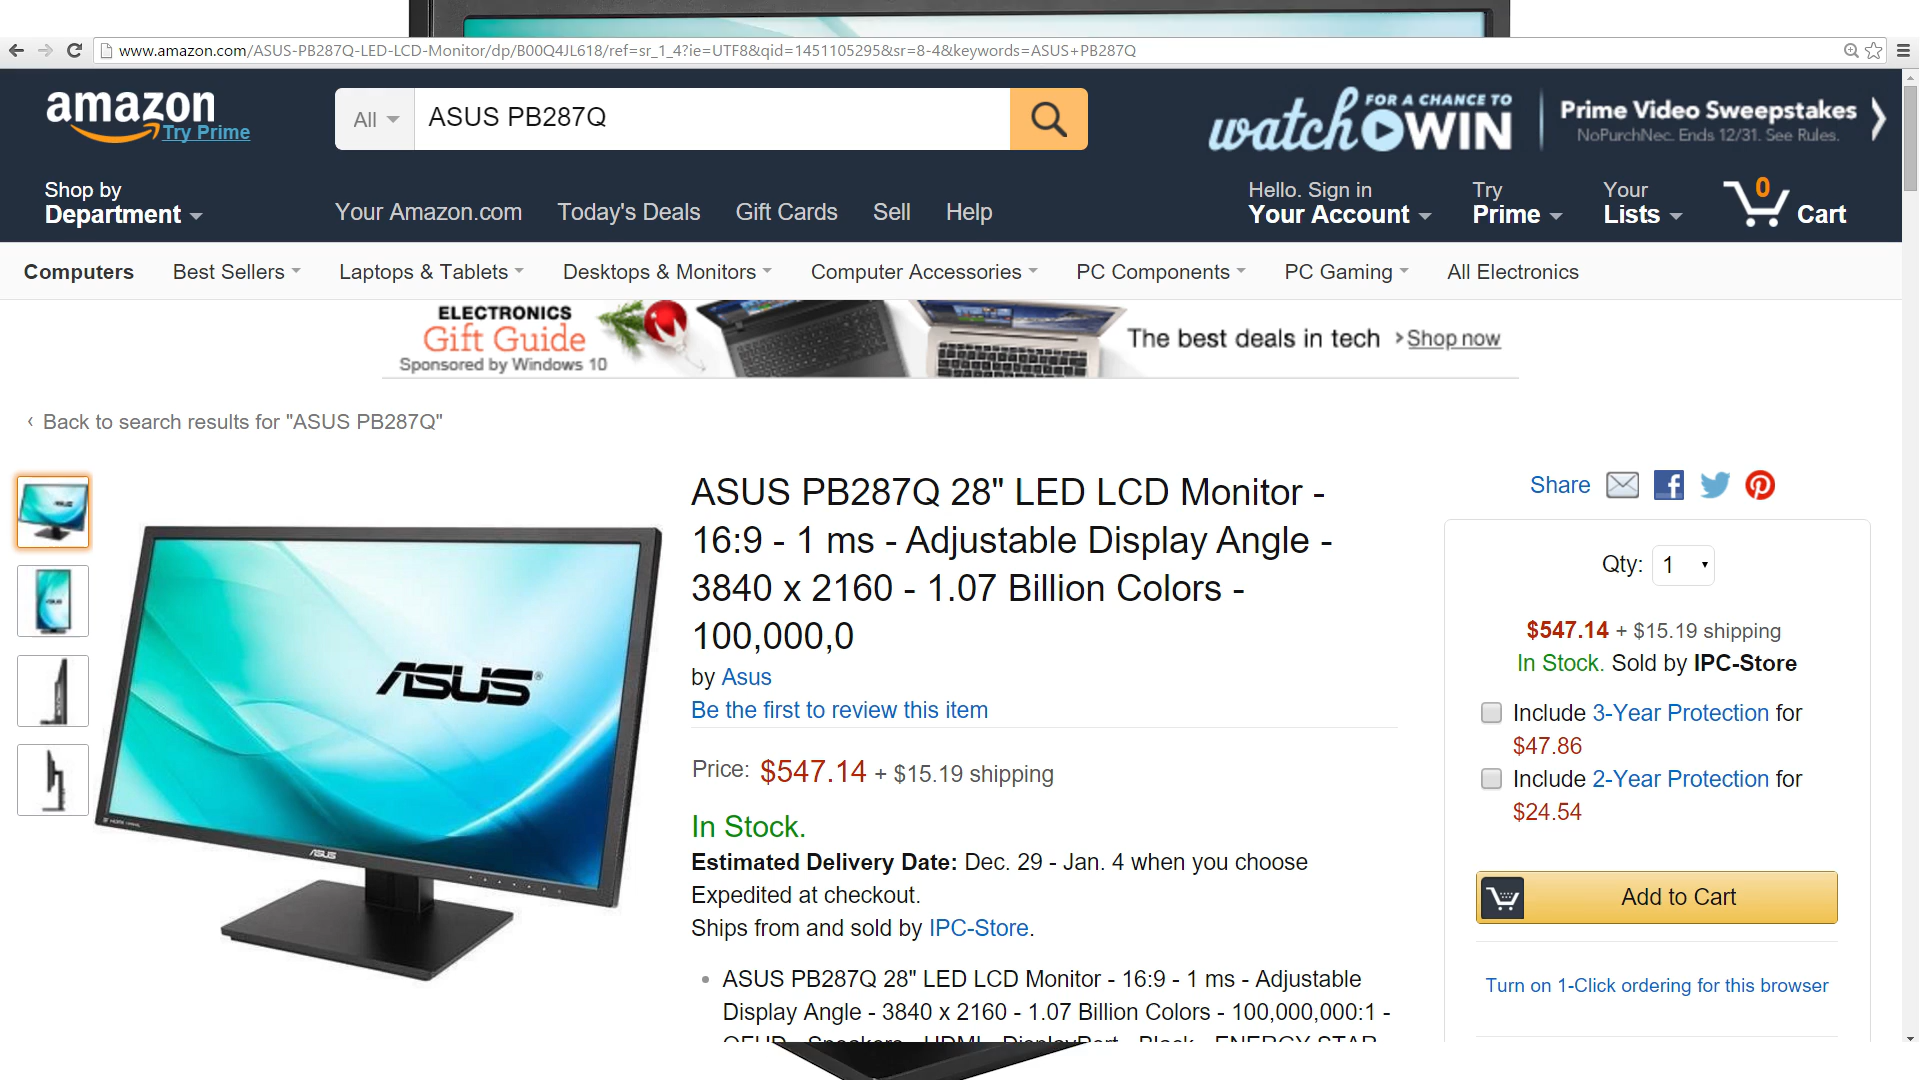 www.amazon.com/ASUS-PB287Q-LED-LCD-Monitor/dp/B00Q4JL618/ref=sr_1_4?ie=UTF8&qid=1451105295&sr=8-4&keywords=ASUS+PB287Q
amazon
Try Prime
All
ASUS PB287Q
watch FOR A CHANCE TO WIN
Prime Video Sweepstakes
NoPurchNec. Ends 12/31. See Rules.
Shop by
Department
Your Amazon.com Today's Deals Gift Cards Sell Help
Hello. Sign in
Your Account
Try
Prime
Your
Lists
0
Cart
Computers Best Sellers Laptops & Tablets Desktops & Monitors Computer Accessories PC Components PC Gaming All Electronics
ELECTRONICS
Gift Guide
Sponsored by Windows 10
The best deals in tech > Shop now
‹ Back to search results for "ASUS PB287Q"
ASUS
ASUS
ASUS®
HDMI
ASUS
ASUS PB287Q 28" LED LCD Monitor -
16:9 - 1 ms - Adjustable Display Angle -
3840 x 2160 - 1.07 Billion Colors -
100,000,0
by Asus
Be the first to review this item
Price: $547.14 + $15.19 shipping
In Stock.
Estimated Delivery Date: Dec. 29 - Jan. 4 when you choose
Expedited at checkout.
Ships from and sold by IPC-Store.
• ASUS PB287Q 28" LED LCD Monitor - 16:9 - 1 ms - Adjustable
Display Angle - 3840 x 2160 - 1.07 Billion Colors - 100,000,000:1 -
QFHD - Speakers - HDMI - DisplayPort - Black - ENERGY STAR
Share
Qty: 1
$547.14 + $15.19 shipping
In Stock. Sold by IPC-Store
Include 3-Year Protection for
$47.86
Include 2-Year Protection for
$24.54
Add to Cart
Turn on 1-Click ordering for this browser